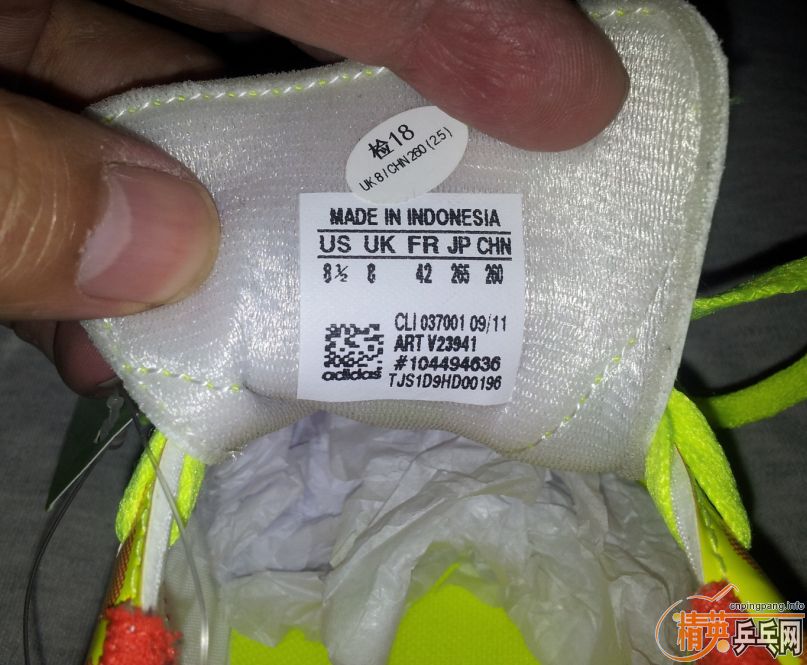 检18
UK 8 / CHN 260 (2.5)
MADE IN INDONESIA
US UK FR JP CHN
8 ½ 8 42 265 260
CLI 037001 09/11
ART V23941
#104494636
adidas TJS1D9HD00196
cnpingpang.info
精英乒乓网